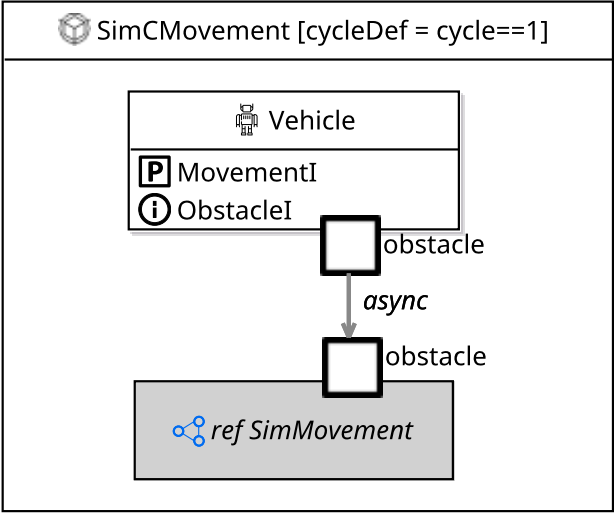 SimCMovement [cycleDef = cycle==1]
Vehicle
P MovementI
i ObstacleI
obstacle
async
obstacle
ref SimMovement